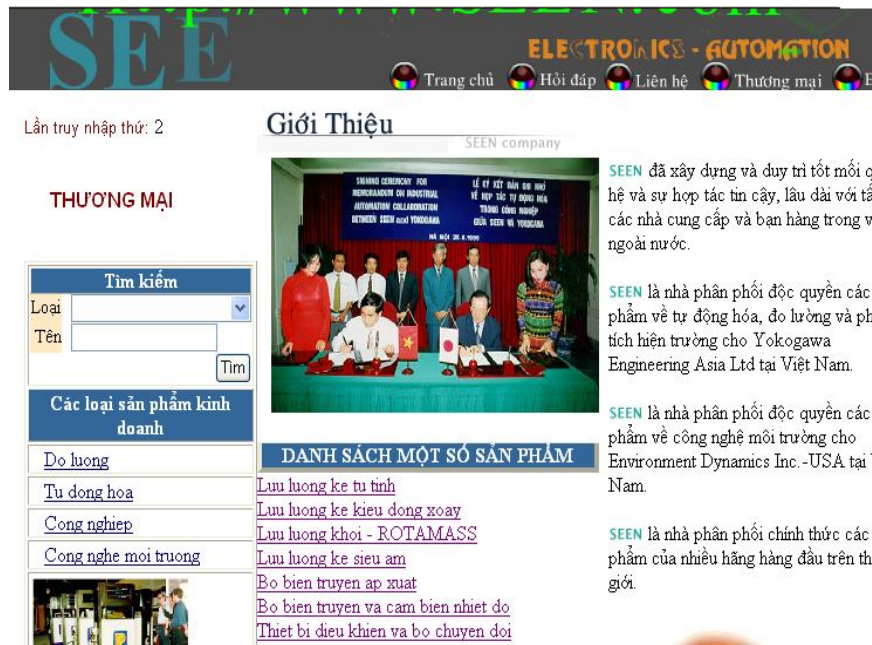 Http://www.SEEN.com
SEE
ELECTRONICS - AUTOMATION
Trang chủ
Hỏi đáp
Liên hệ
Thương mại
Lần truy nhập thứ: 2
Giới Thiệu
SEEN company
THƯƠNG MẠI
Tìm kiếm
Loại
Tên
Tìm
Các loại sản phẩm kinh
doanh
Do luong
Tu dong hoa
Cong nghiep
Cong nghe moi truong
SINING CEREMONY FOR
MEMORANDUM ON INDUSTRIAL
AUTOMATION COLLABORATION
BETWEEN SEEN and YOKOGAWA
LỄ KÝ KẾT BẢN GHI NHỚ
VỀ HỢP TÁC TỰ ĐỘNG HÓA
TRONG CÔNG NGHIỆP
GIỮA SEEN VÀ YOKOGAWA
DANH SÁCH MỘT SỐ SẢN PHẨM
Luu luong ke tu tinh
Luu luong ke kieu dong xoay
Luu luong khoi - ROTAMASS
Luu luong ke sieu am
Bo bien truyen ap xuat
Bo bien truyen va cam bien nhiet do
Thiet bi dieu khien va bo chuyen doi
SEEN đã xây dựng và duy trì tốt mối
hệ và sự hợp tác tin cậy, lâu dài với
các nhà cung cấp và bạn hàng trong
ngoài nước.
SEEN là nhà phân phối độc quyền các
phẩm về tự động hóa, đo lường và
tích hiện trường cho Yokogawa
Engineering Asia Ltd tại Việt Nam.
SEEN là nhà phân phối độc quyền các
phẩm về công nghệ môi trường cho
Environment Dynamics Inc.-USA tại
Nam.
SEEN là nhà phân phối chính thức các
phẩm của nhiều hãng hàng đầu trên
giới.